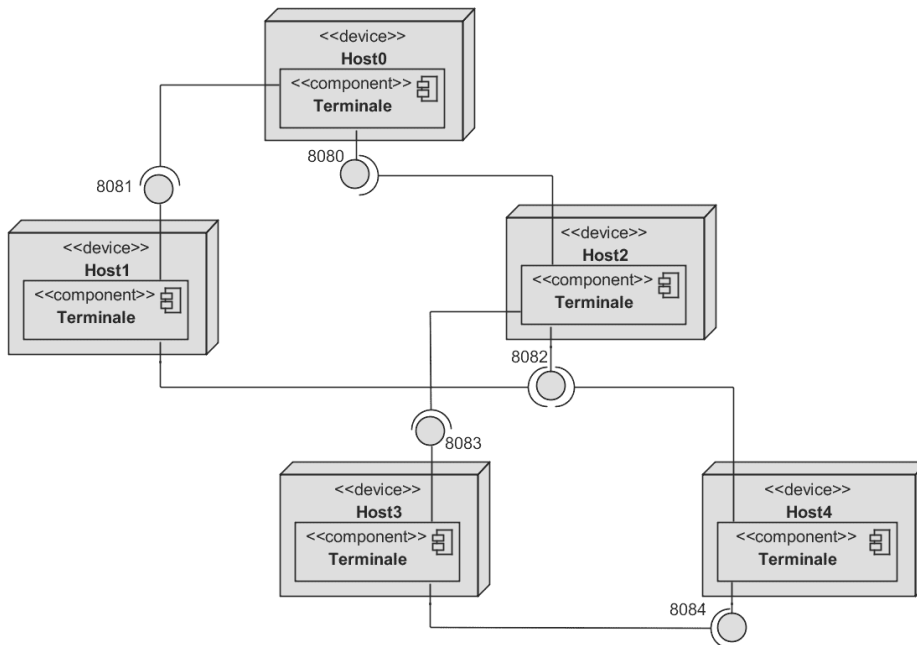 <<device>>
Host0
<<component>>
Terminale
8080
8081
<<device>>
Host1
<<component>>
Terminale
<<device>>
Host2
<<component>>
Terminale
8082
8083
<<device>>
Host3
<<component>>
Terminale
<<device>>
Host4
<<component>>
Terminale
8084